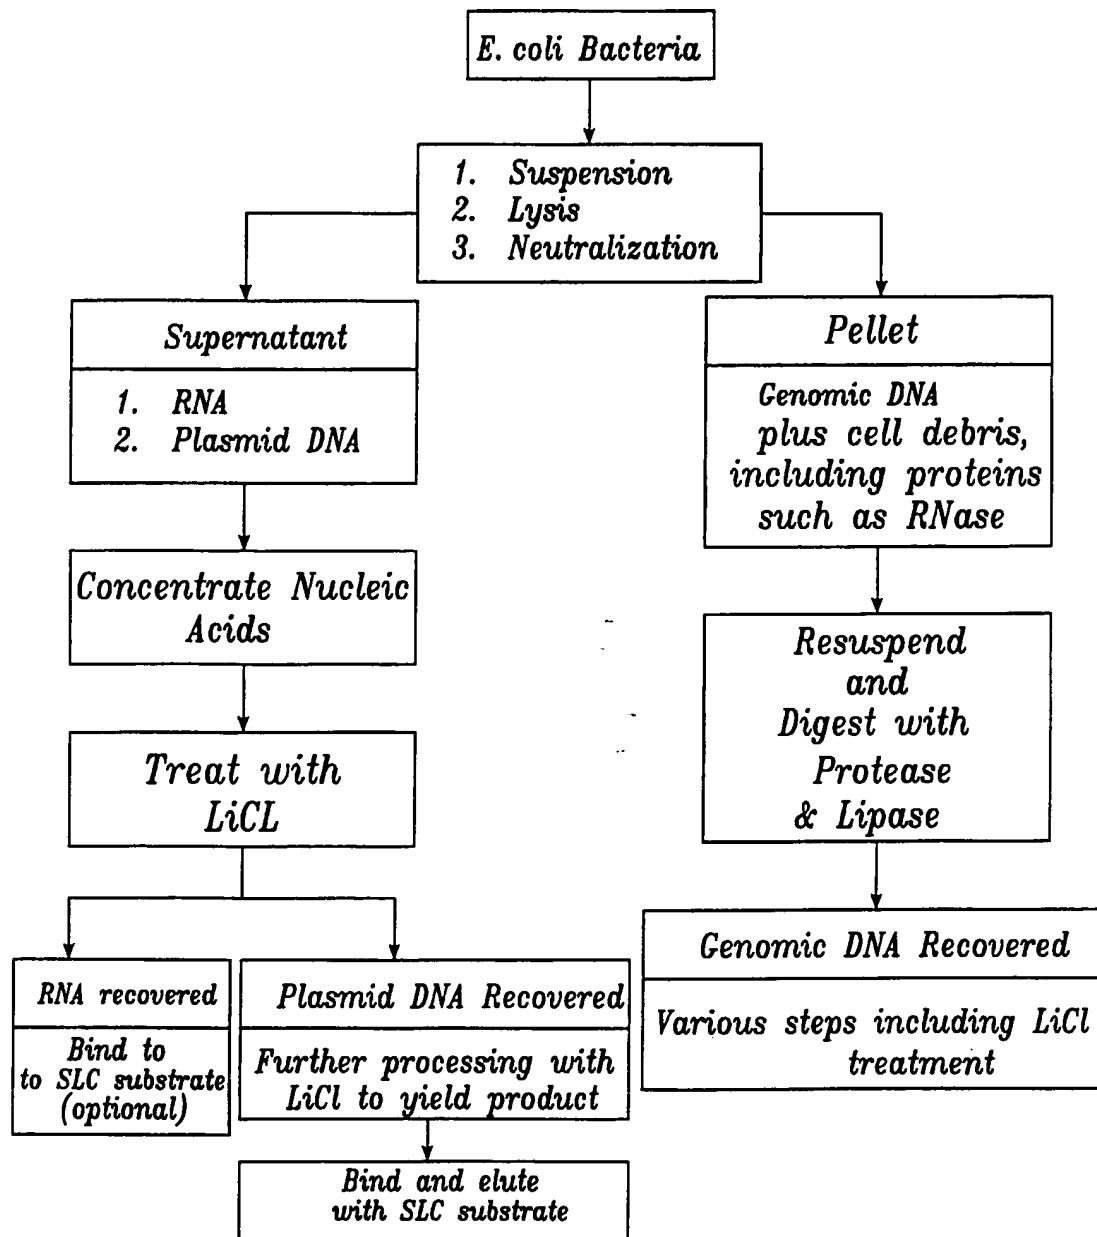 E. coli Bacteria
1. Suspension
2. Lysis
3. Neutralization
Supernatant
1. RNA
2. Plasmid DNA
Concentrate Nucleic
Acids
Treat with
LiCL
RNA recovered
Bind to
to SLC substrate
(optional)
Plasmid DNA Recovered
Further processing with
LiCl to yield product
Bind and elute
with SLC substrate
Pellet
Genomic DNA
plus cell debris,
including proteins
such as RNase
Resuspend
and
Digest with
Protease
& Lipase
Genomic DNA Recovered
Various steps including LiCl
treatment